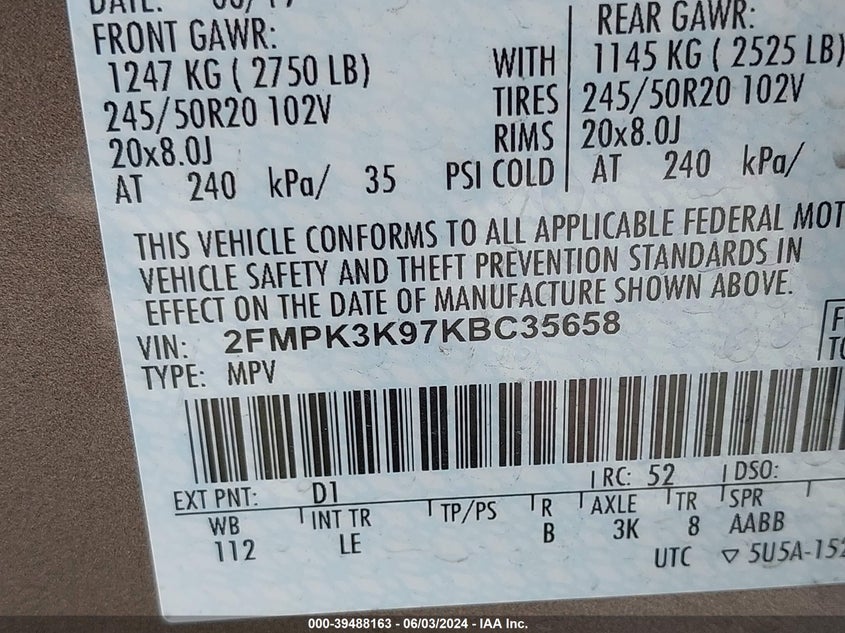 DATE:
FRONT GAWR:
1247 KG ( 2750 LB)
245/50R20 102V
20x8.0J
AT 240 kPa/ 35 PSI COLD
WITH
TIRES
RIMS
REAR GAWR:
1145 KG ( 2525 LB)
245/50R20 102V
20x8.0J
AT 240 kPa/
THIS VEHICLE CONFORMS TO ALL APPLICABLE FEDERAL MOT
VEHICLE SAFETY AND THEFT PREVENTION STANDARDS IN
EFFECT ON THE DATE OF MANUFACTURE SHOWN ABOVE.
VIN: 2FMPK3K97KBC35658
TYPE: MPV
EXT PNT: D1 RC: 52 DSO:
WB INT TR TP/PS R AXLE TR SPR
112 LE B 3K 8 AABB
UTC ▽ 5U5A-152
000-39488163 - 06/03/2024 - IAA Inc.